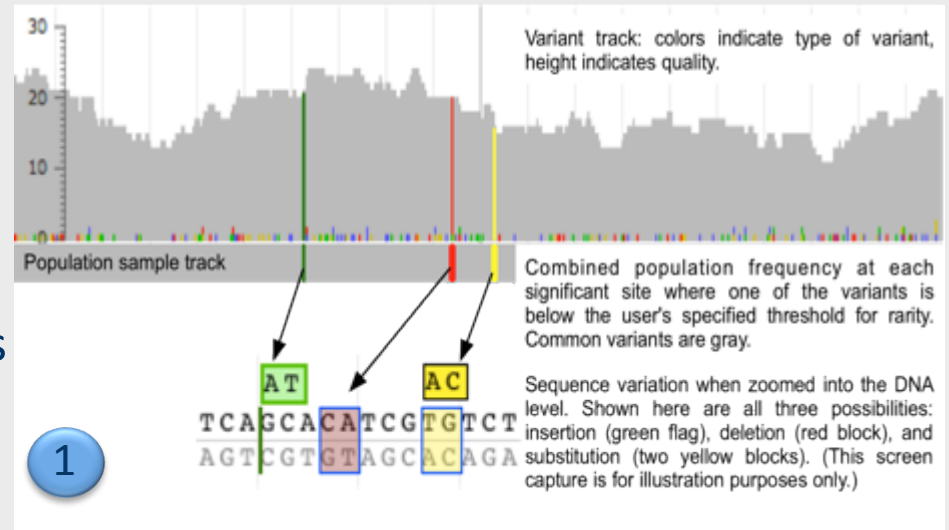 30
Variant track: colors indicate type of variant,
height indicates quality.
20
10
0
Population sample track
Combined population frequency at each
significant site where one of the variants is
below the user's specified threshold for rarity.
Common variants are gray.
s
AT
AC
Sequence variation when zoomed into the DNA
level. Shown here are all three possibilities:
insertion (green flag), deletion (red block), and
substitution (two yellow blocks). (This screen
capture is for illustration purposes only.)
TCAGCACATCGTGTCT
AGTCGTGTAGCACAGA
1